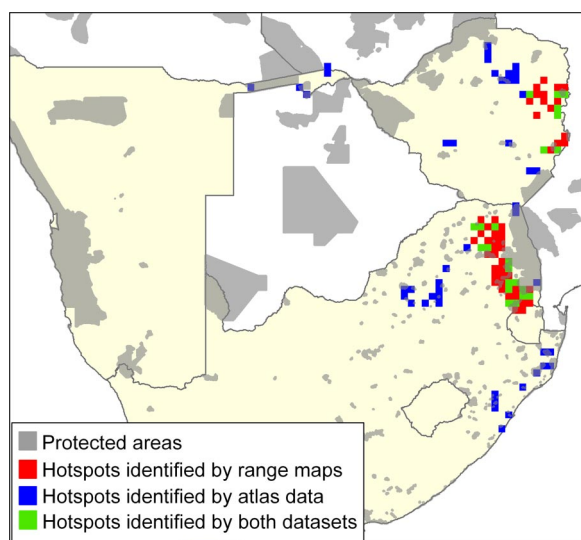 Protected areas
Hotspots identified by range maps
Hotspots identified by atlas data
Hotspots identified by both datasets